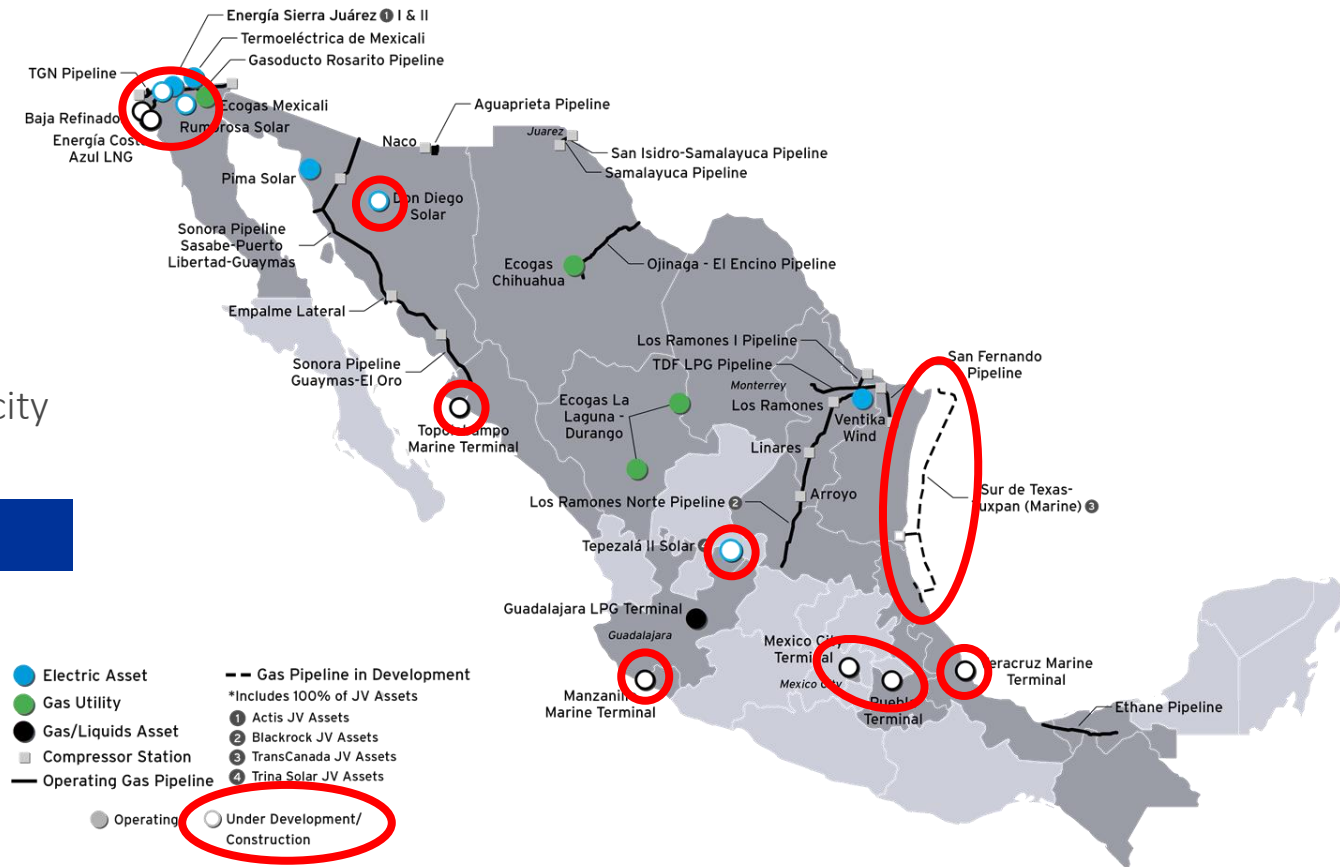 Energía Sierra Juárez 1 I & II
Termoeléctrica de Mexicali
Gasoducto Rosarito Pipeline
TGN Pipeline
Ecogas Mexicali
Baja Refinado
Rumorosa Solar
Energía Costa
Azul LNG
Aguaprieta Pipeline
Naco
Juarez
San Isidro-Samalayuca Pipeline
Samalayuca Pipeline
Pima Solar
Don Diego
Solar
Sonora Pipeline
Sasabe-Puerto
Libertad-Guaymas
Ecogas
Chihuahua
Ojinaga - El Encino Pipeline
Empalme Lateral
Sonora Pipeline
Guaymas-El Oro
Los Ramones I Pipeline
TDF LPG Pipeline
San Fernando
Pipeline
Monterrey
Los Ramones
Ventika
Wind
Ecogas La
Laguna -
Durango
city
Topolobampo
Marine Terminal
Linares
Arroyo
Los Ramones Norte Pipeline 2
Sur de Texas-
Tuxpan (Marine) 3
Tepezalá II Solar 4
Guadalajara LPG Terminal
Guadalajara
Mexico City
Terminal
Mexico City
Puebla
Terminal
Veracruz Marine
Terminal
Manzanillo
Marine Terminal
Ethane Pipeline
Electric Asset
Gas Utility
Gas/Liquids Asset
Compressor Station
Operating Gas Pipeline
Gas Pipeline in Development
*Includes 100% of JV Assets
1 Actis JV Assets
2 Blackrock JV Assets
3 TransCanada JV Assets
4 Trina Solar JV Assets
Operating
Under Development/
Construction